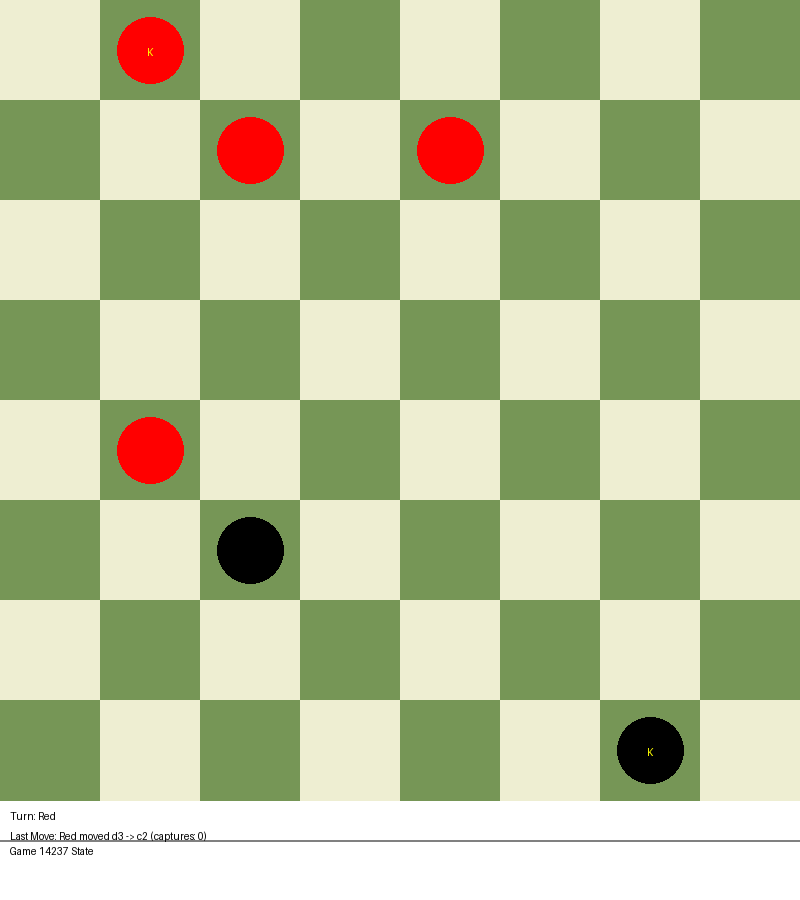 K
K
Turn: Red
Last Move: Red moved d3 -> c2 (captures: 0)
Game 14237 State